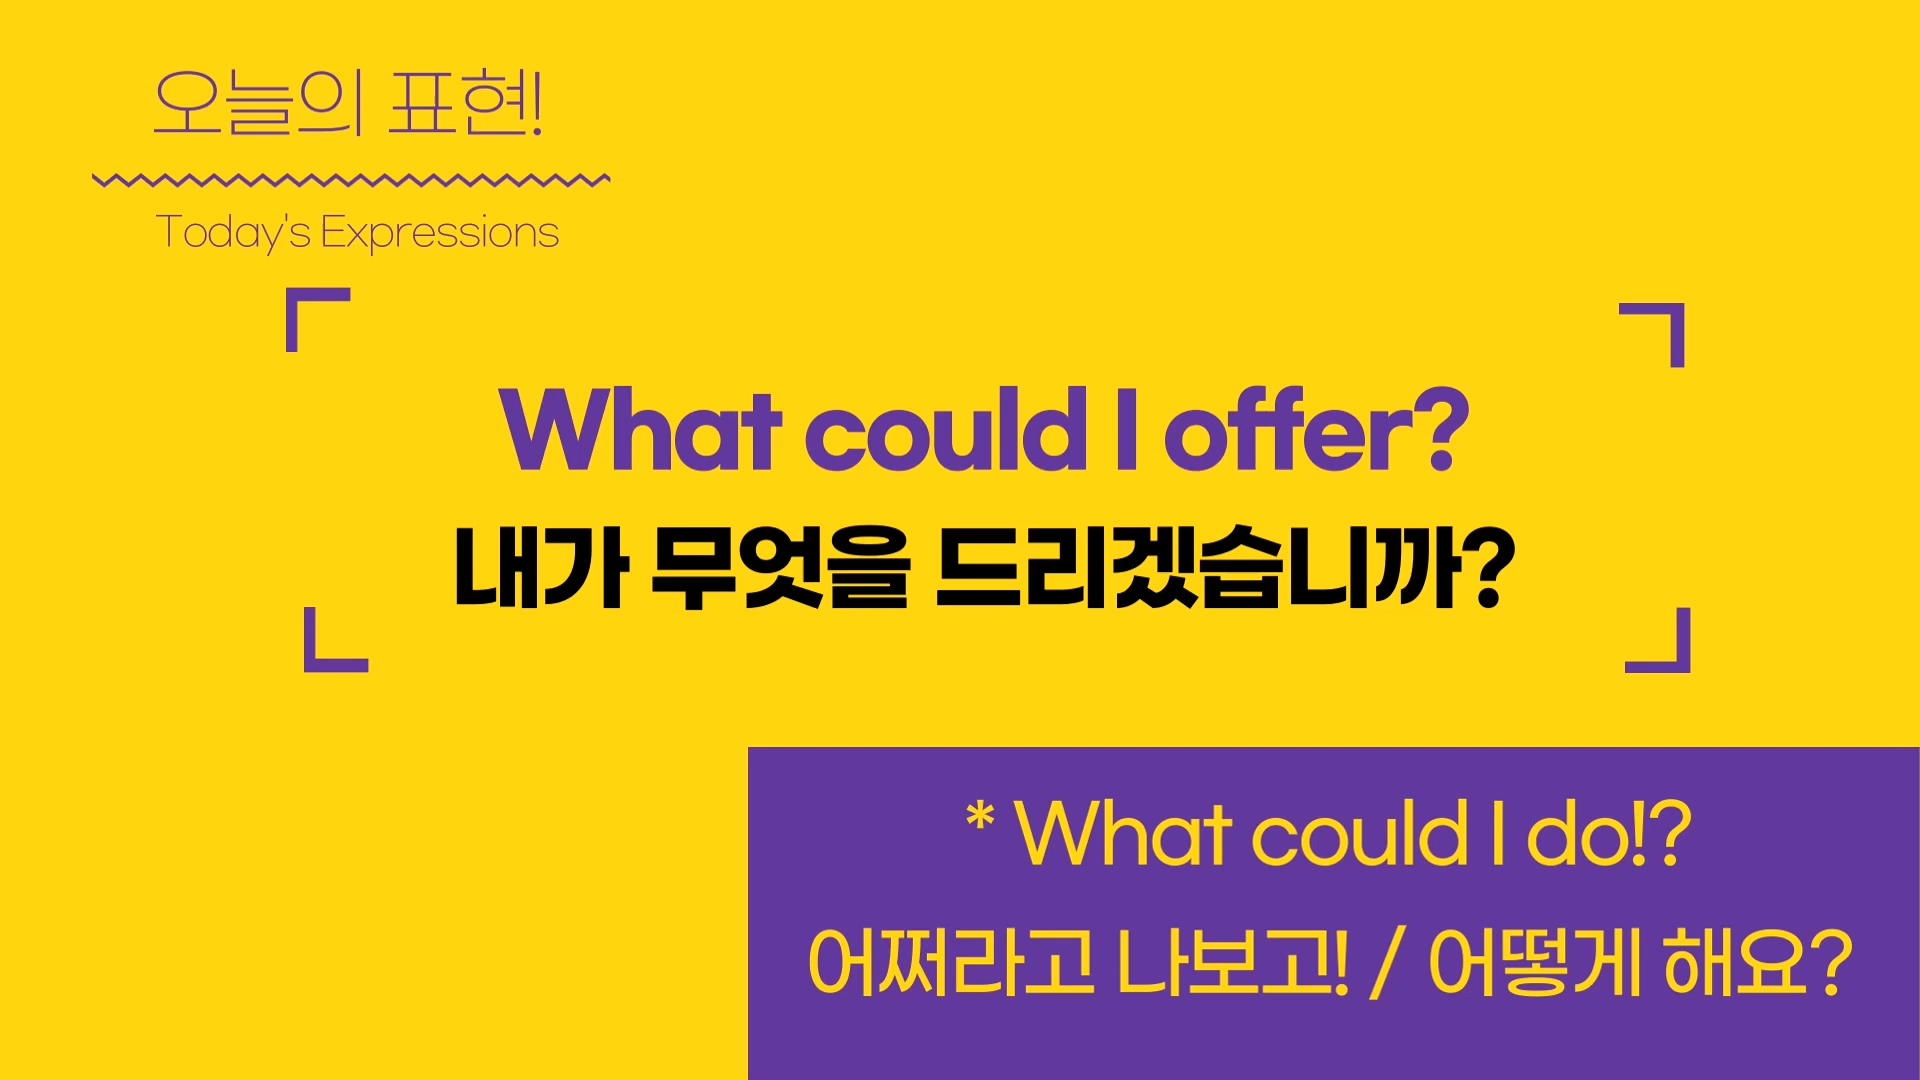 오늘의 표현!
Today's Expressions
What could I offer?
내가 무엇을 드리겠습니까?
* What could I do!?
어쩌라고 나보고! / 어떻게 해요?